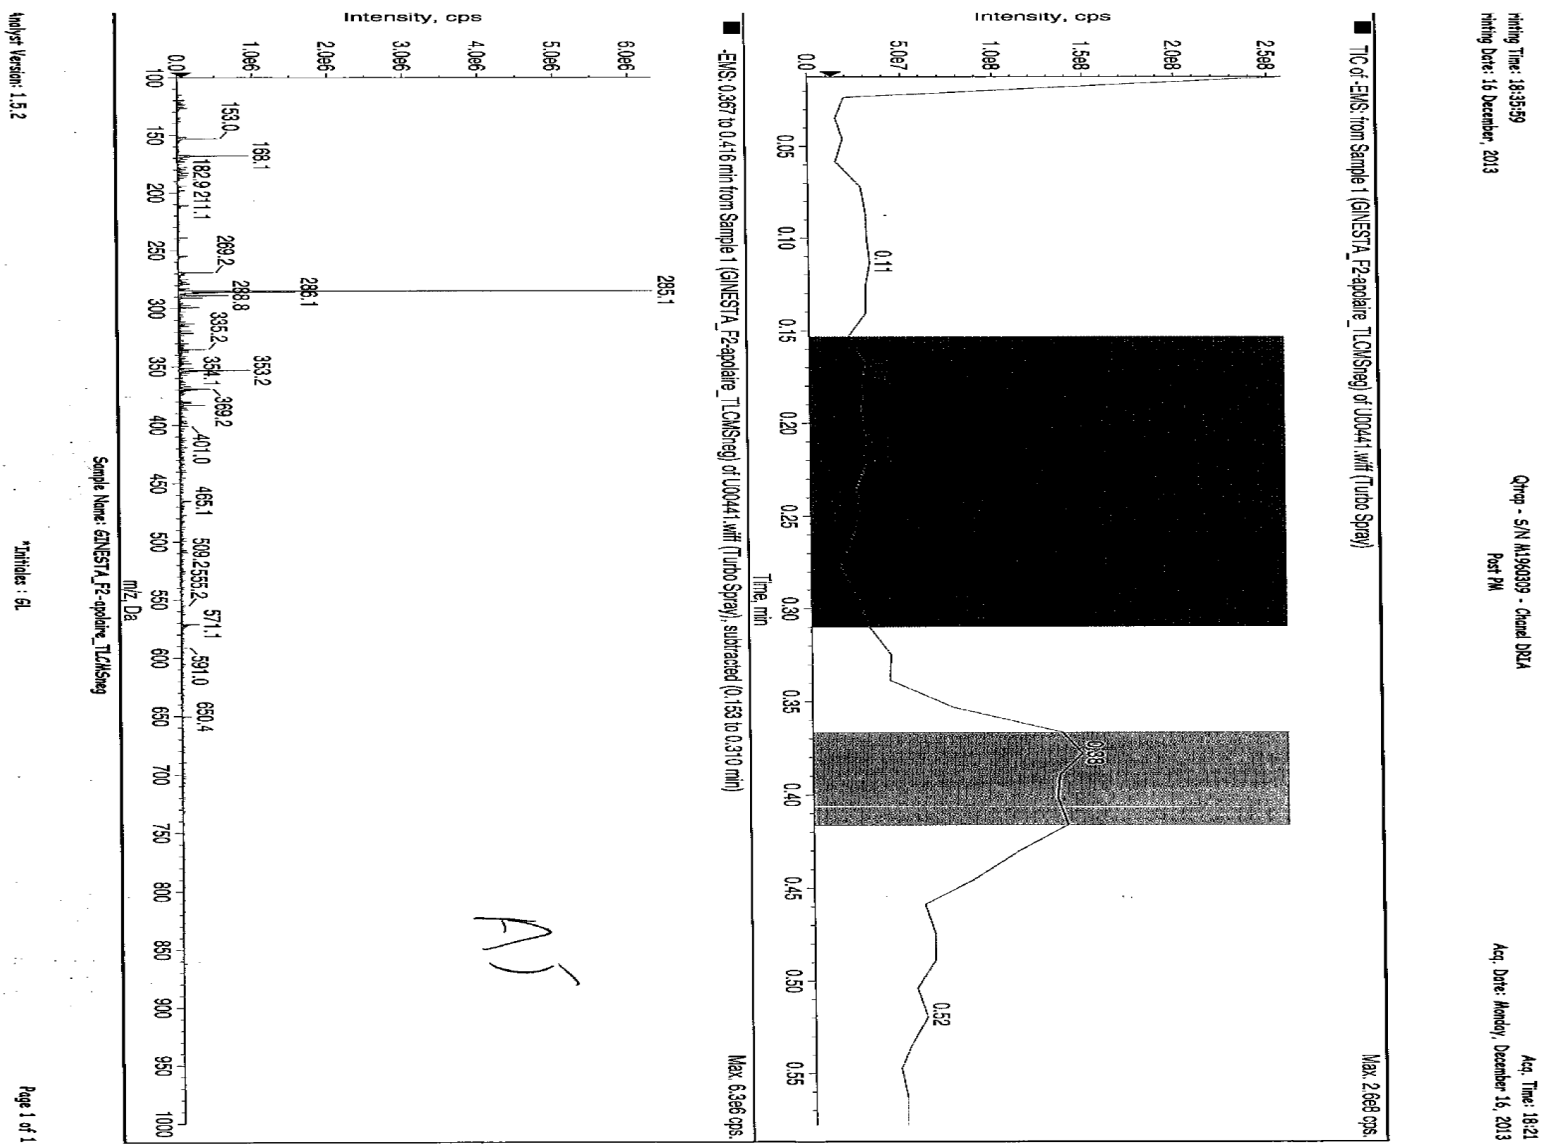 Printing Time: 18:35:59
Printing Date: 16 December, 2013
Qtrap - S/N M1960309 - Chanel DRIA
Post PM
Acq. Time: 18:21
Acq. Date: Monday, December 16, 2013
TIC of -EMS: from Sample 1 (GINESTA_F2-apolaire_TLCMSneg) of U00441.wiff (Turbo Spray)
Max. 2.6e8 cps.
Intensity, cps
2.5e8
2.0e8
1.5e8
1.0e8
5.0e7
0.0
0.11
0.38
0.52
0.05
0.10
0.15
0.20
0.25
0.30
0.35
0.40
0.45
0.50
0.55
Time, min
-EMS: 0.367 to 0.416 min from Sample 1 (GINESTA_F2-apolaire_TLCMSneg) of U00441.wiff (Turbo Spray), subtracted (0.153 to 0.310 min)
Max. 6.3e6 cps.
Intensity, cps
6.0e6
5.0e6
4.0e6
3.0e6
2.0e6
1.0e6
0.0
285.1
286.1
353.2
168.1
153.0
288.8
269.2
335.2
354.1
369.2
182.9
211.1
401.0
465.1
509.2
555.2
571.1
591.0
650.4
A5
100
150
200
250
300
350
400
450
500
550
600
650
700
750
800
850
900
950
1000
m/z, Da
Sample Name: GINESTA_F2-apolaire_TLCMSneg
Analyst Version: 1.5.2
*Initiales : GL
Page 1 of 1